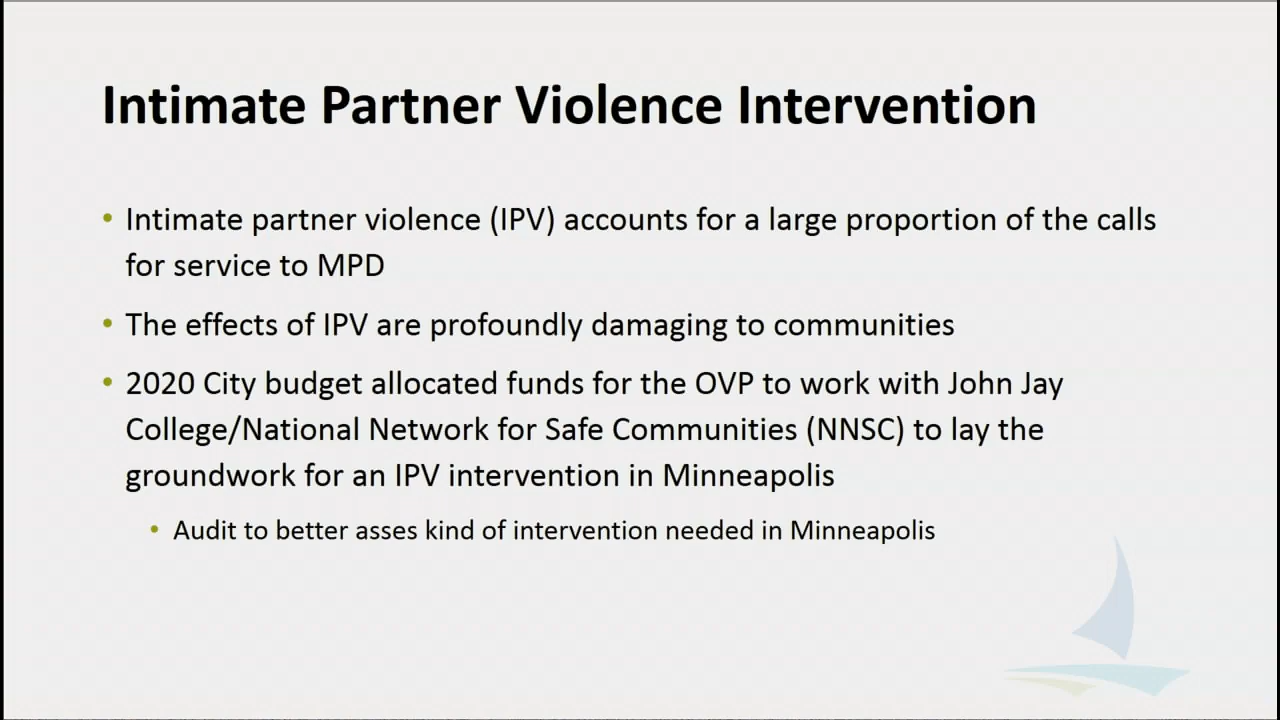 Intimate Partner Violence Intervention
• Intimate partner violence (IPV) accounts for a large proportion of the calls
for service to MPD
• The effects of IPV are profoundly damaging to communities
• 2020 City budget allocated funds for the OVP to work with John Jay
College/National Network for Safe Communities (NNSC) to lay the
groundwork for an IPV intervention in Minneapolis
• Audit to better asses kind of intervention needed in Minneapolis